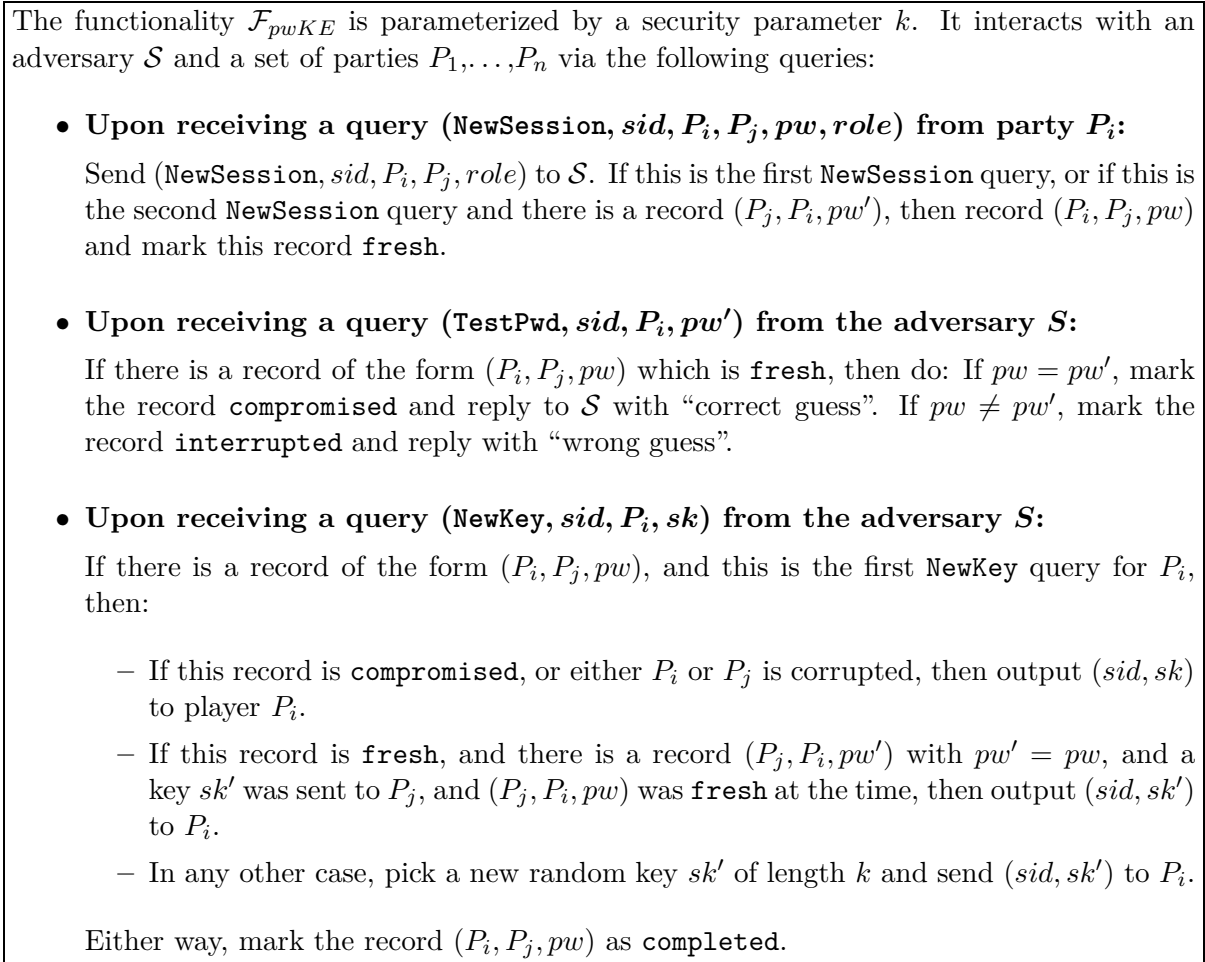 The functionality 𝓕_{pwKE} is parameterized by a security parameter k. It interacts with an
adversary 𝒮 and a set of parties P₁,…,Pₙ via the following queries:
• Upon receiving a query (NewSession, sid, P_i, P_j, pw, role) from party P_i:
Send (NewSession, sid, P_i, P_j, role) to 𝒮. If this is the first NewSession query, or if this is
the second NewSession query and there is a record (P_j, P_i, pw′), then record (P_i, P_j, pw)
and mark this record fresh.
• Upon receiving a query (TestPwd, sid, P_i, pw′) from the adversary S:
If there is a record of the form (P_i, P_j, pw) which is fresh, then do: If pw = pw′, mark
the record compromised and reply to 𝒮 with “correct guess”. If pw ≠ pw′, mark the
record interrupted and reply with “wrong guess”.
• Upon receiving a query (NewKey, sid, P_i, sk) from the adversary S:
If there is a record of the form (P_i, P_j, pw), and this is the first NewKey query for P_i,
then:
– If this record is compromised, or either P_i or P_j is corrupted, then output (sid, sk)
to player P_i.
– If this record is fresh, and there is a record (P_j, P_i, pw′) with pw′ = pw, and a
key sk′ was sent to P_j, and (P_j, P_i, pw) was fresh at the time, then output (sid, sk′)
to P_i.
– In any other case, pick a new random key sk′ of length k and send (sid, sk′) to P_i.
Either way, mark the record (P_i, P_j, pw) as completed.